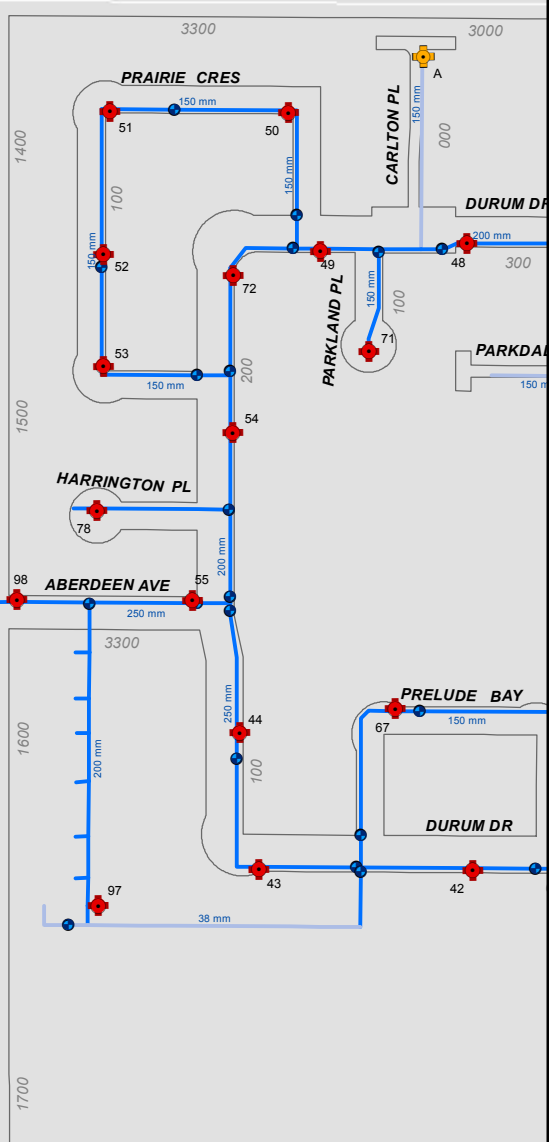 3300
3000
PRAIRIE CRES
A
150 mm
51
50
150 mm
CARLTON PL
000
1400
100
150 mm
DURUM DR
200 mm
49
48
300
150 mm
52
72
PARKLAND PL
150 mm
100
71
PARKDAL
53
150 mm
200
150 m
1500
54
HARRINGTON PL
78
200 mm
98
ABERDEEN AVE
55
250 mm
3300
250 mm
44
PRELUDE BAY
67
150 mm
1600
200 mm
100
DURUM DR
43
42
97
38 mm
1700